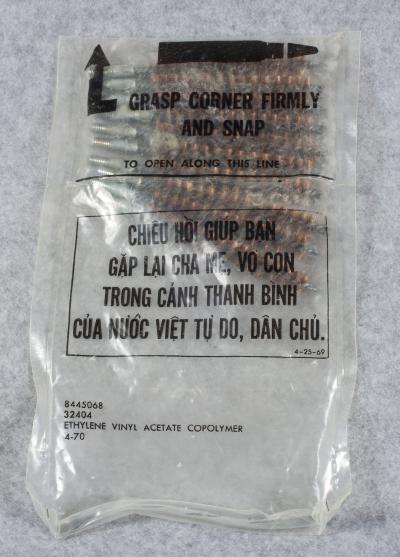 GRASP CORNER FIRMLY
AND SNAP
TO OPEN ALONG THIS LINE
CHIÊU HỒI GIÚP BẠN
GẶP LẠI CHA MẸ, VỢ CON
TRONG CẢNH THANH BÌNH
CỦA NƯỚC VIỆT TỰ DO, DÂN CHỦ.
4-25-69
8445068
32404
ETHYLENE VINYL ACETATE COPOLYMER
4-70